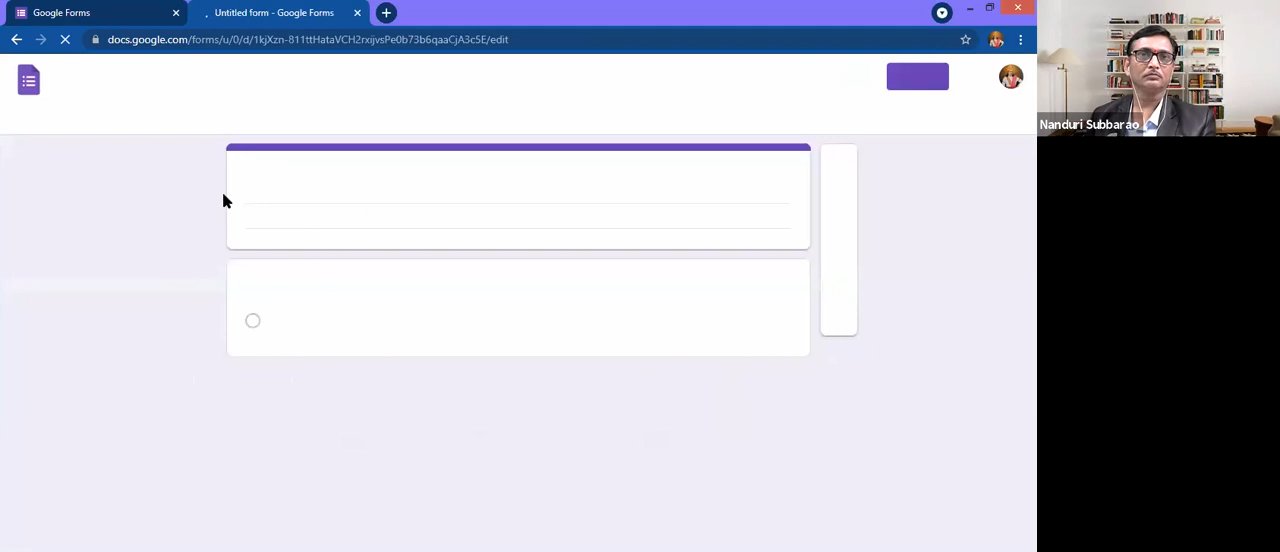 Google Forms
Untitled form - Google Forms
docs.google.com/forms/u/0/d/1kjXzn-811ttHataVCH2rxijvsPe0b73b6qaaCjA3c5E/edit
Nanduri Subbarao